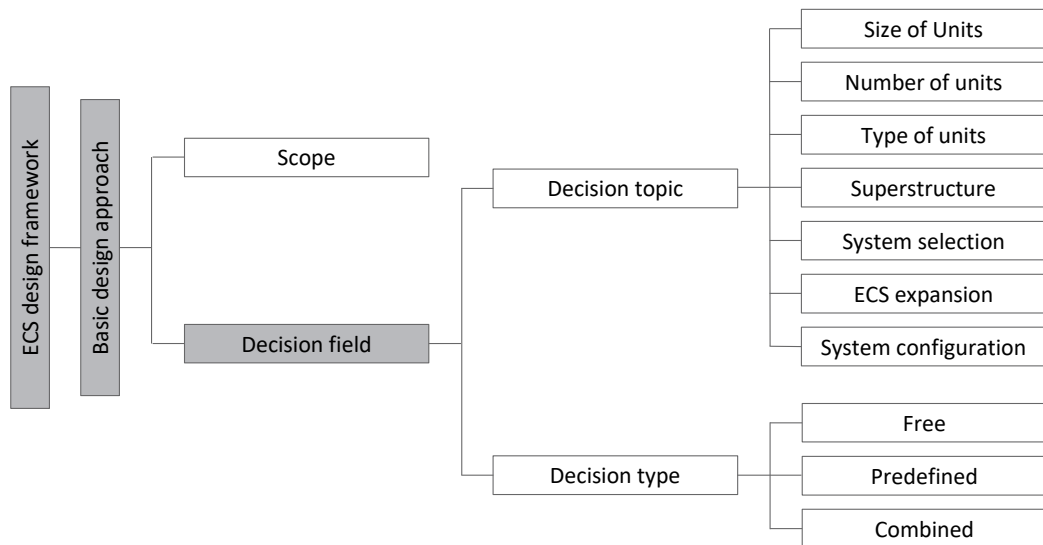 ECS design framework
Basic design approach
Scope
Decision field
Decision topic
Decision type
Size of Units
Number of units
Type of units
Superstructure
System selection
ECS expansion
System configuration
Free
Predefined
Combined